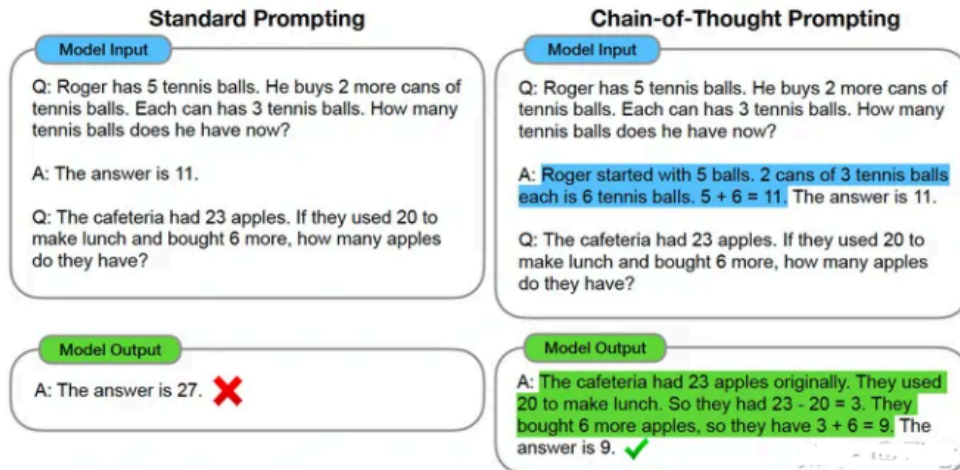 Standard Prompting
Model Input
Q: Roger has 5 tennis balls. He buys 2 more cans of
tennis balls. Each can has 3 tennis balls. How many
tennis balls does he have now?
A: The answer is 11.
Q: The cafeteria had 23 apples. If they used 20 to
make lunch and bought 6 more, how many apples
do they have?
Model Output
A: The answer is 27.
Chain-of-Thought Prompting
Model Input
Q: Roger has 5 tennis balls. He buys 2 more cans of
tennis balls. Each can has 3 tennis balls. How many
tennis balls does he have now?
A: Roger started with 5 balls. 2 cans of 3 tennis balls
each is 6 tennis balls. 5 + 6 = 11. The answer is 11.
Q: The cafeteria had 23 apples. If they used 20 to
make lunch and bought 6 more, how many apples
do they have?
Model Output
A: The cafeteria had 23 apples originally. They used
20 to make lunch. So they had 23 - 20 = 3. They
bought 6 more apples, so they have 3 + 6 = 9. The
answer is 9.